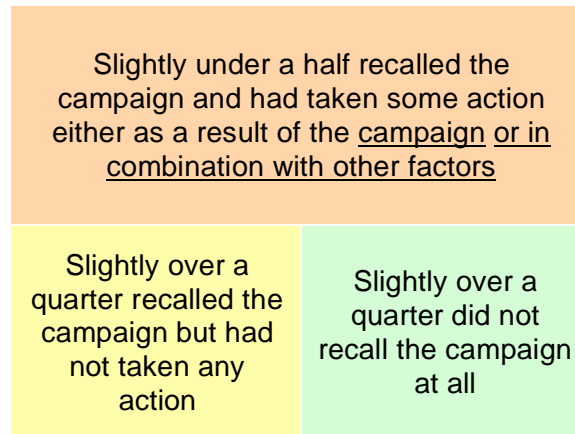 Slightly under a half recalled the
campaign and had taken some action
either as a result of the campaign or in
combination with other factors
Slightly over a
quarter recalled the
campaign but had
not taken any
action
Slightly over a
quarter did not
recall the campaign
at all